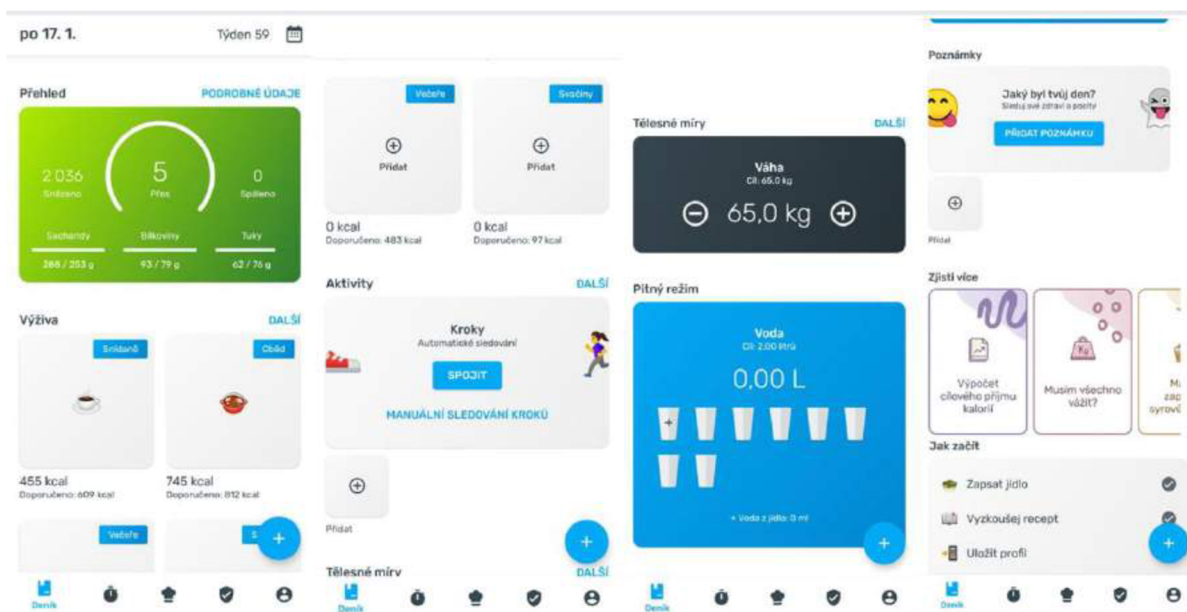 po 17. 1.
Týden 59
Přehled
PODROBNÉ ÚDAJE
2 036
Snězeno
5
Přes
0
Spáleno
Sacharidy
Bílkoviny
Tuky
288 / 253 g
93 / 79 g
62 / 76 g
Výživa
DALŠÍ
Snídaně
Oběd
455 kcal
Doporučeno: 609 kcal
745 kcal
Doporučeno: 812 kcal
Večeře
S
Deník
Večeře
Svačiny
Přidat
Přidat
0 kcal
Doporučeno: 483 kcal
0 kcal
Doporučeno: 97 kcal
Aktivity
DALŠÍ
Kroky
Automatické sledování
SPOJIT
MANUÁLNÍ SLEDOVÁNÍ KROKŮ
Přidat
Tělesné míry
DALŠÍ
Deník
Tělesné míry
DALŠÍ
Váha
Cíl: 65.0 kg
65,0 kg
Pitný režim
Voda
Cíl: 2.00 litrů
0,00 L
+ Voda z jídla: 0 ml
Deník
Poznámky
Jaký byl tvůj den?
Sleduj své zdraví a pocity
PŘIDAT POZNÁMKU
Přidat
Zjisti více
Výpočet
cílového příjmu
kalorií
Kg
Musím všechno
vážit?
Jak začít
Zapsat jídlo
Vyzkoušej recept
Uložit profil
Deník